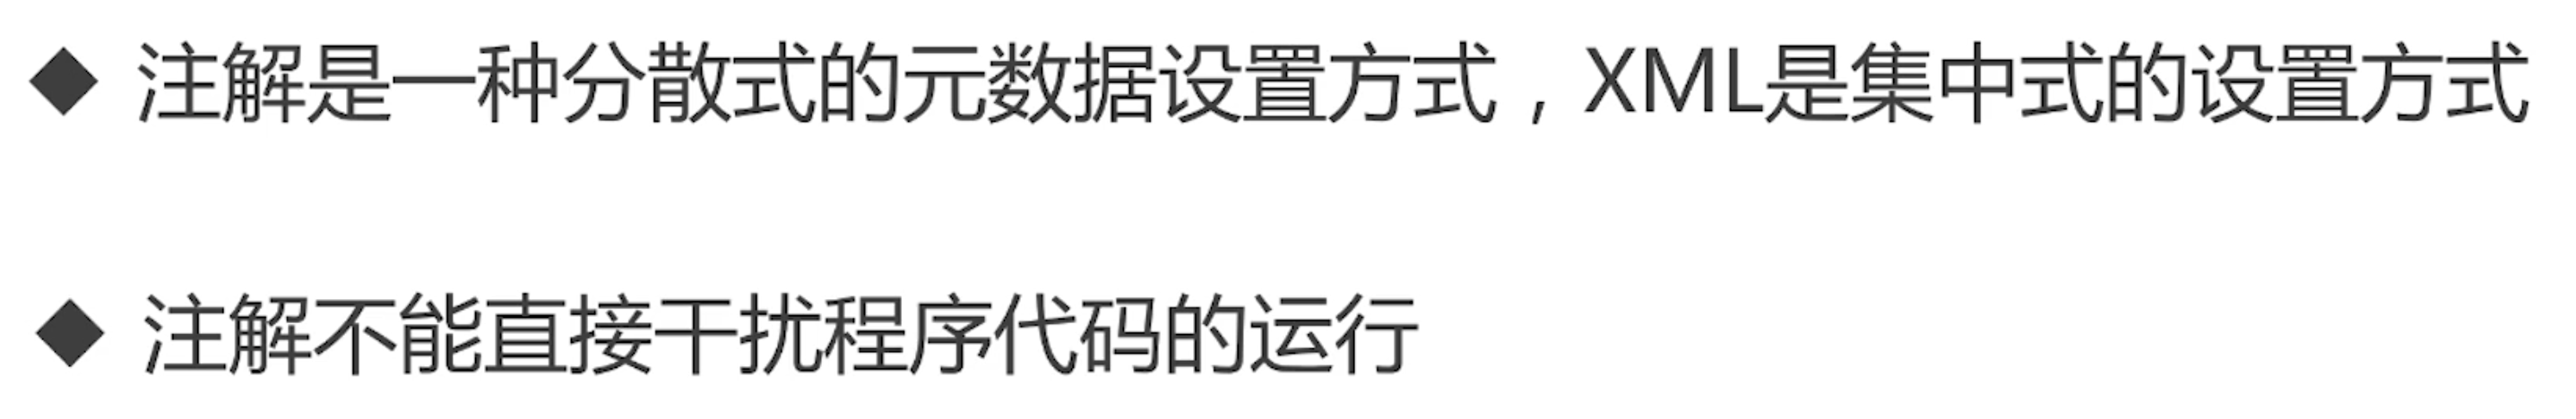 ◆ 注解是一种分散式的元数据设置方式，XML是集中式的设置方式
◆ 注解不能直接干扰程序代码的运行